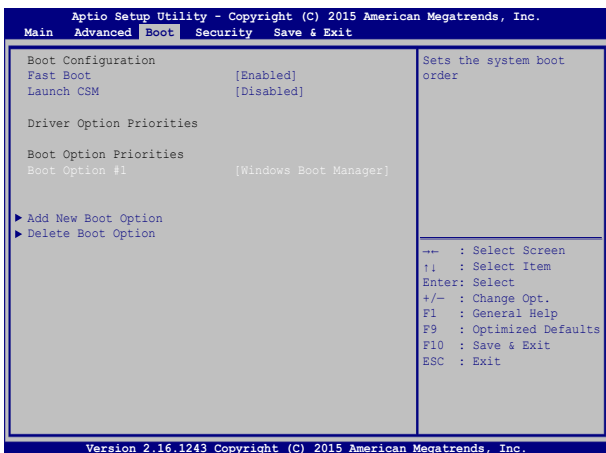 Aptio Setup Utility - Copyright (C) 2015 American Megatrends, Inc.
Main Advanced Boot Security Save & Exit
Boot Configuration
Fast Boot [Enabled]
Launch CSM [Disabled]
Driver Option Priorities
Boot Option Priorities
Boot Option #1 [Windows Boot Manager]
▶ Add New Boot Option
▶ Delete Boot Option
Sets the system boot
order
→← : Select Screen
↑↓ : Select Item
Enter: Select
+/— : Change Opt.
F1 : General Help
F9 : Optimized Defaults
F10 : Save & Exit
ESC : Exit
Version 2.16.1243 Copyright (C) 2015 American Megatrends, Inc.